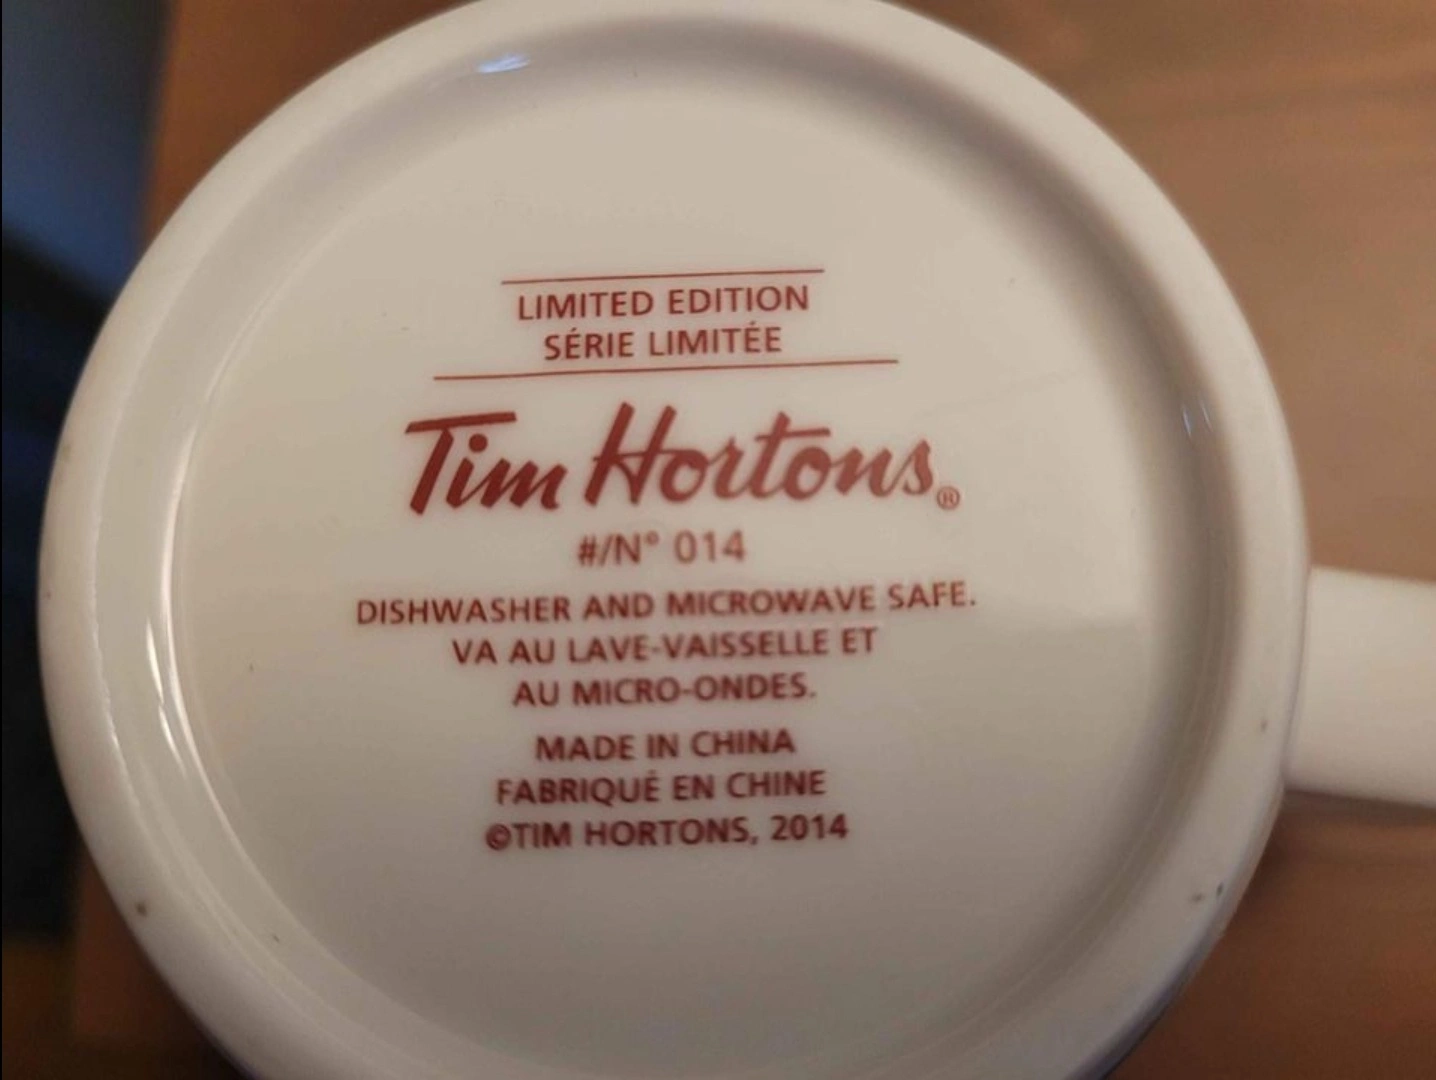 LIMITED EDITION
SÉRIE LIMITÉE
Tim Hortons®
#/N° 014
DISHWASHER AND MICROWAVE SAFE.
VA AU LAVE-VAISSELLE ET
AU MICRO-ONDES.
MADE IN CHINA
FABRIQUÉ EN CHINE
©TIM HORTONS, 2014